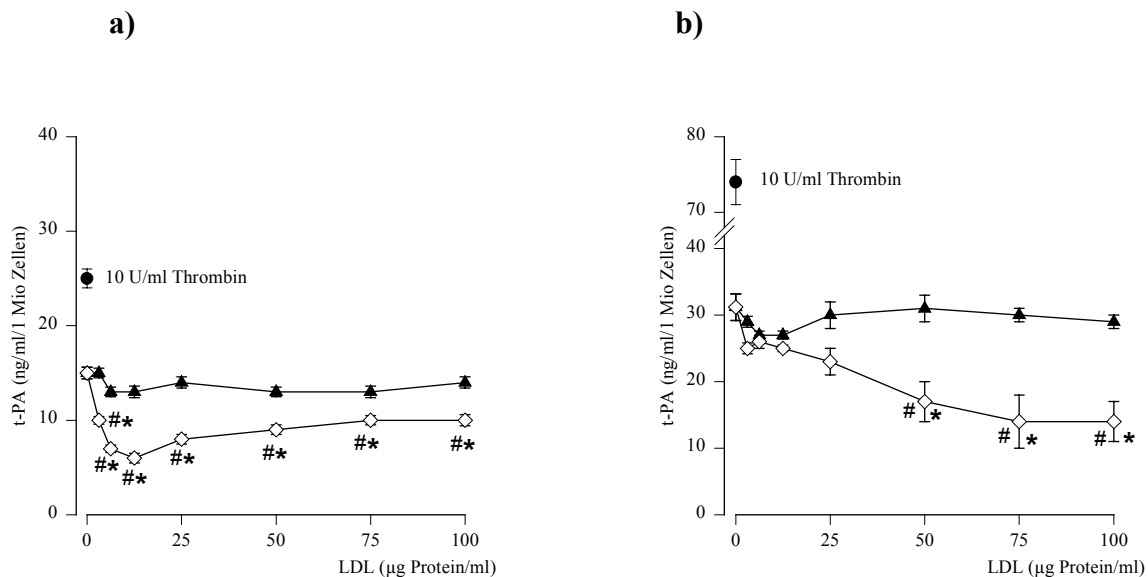 a)
40
30
20
10
0
t-PA (ng/ml/1 Mio Zellen)
10 U/ml Thrombin
#*
#*
#*
#*
#*
#*
#*
0 25 50 75 100
LDL (µg Protein/ml)
b)
80
70
40
30
20
10
0
t-PA (ng/ml/1 Mio Zellen)
10 U/ml Thrombin
# *
# *
# *
0 25 50 75 100
LDL (µg Protein/ml)